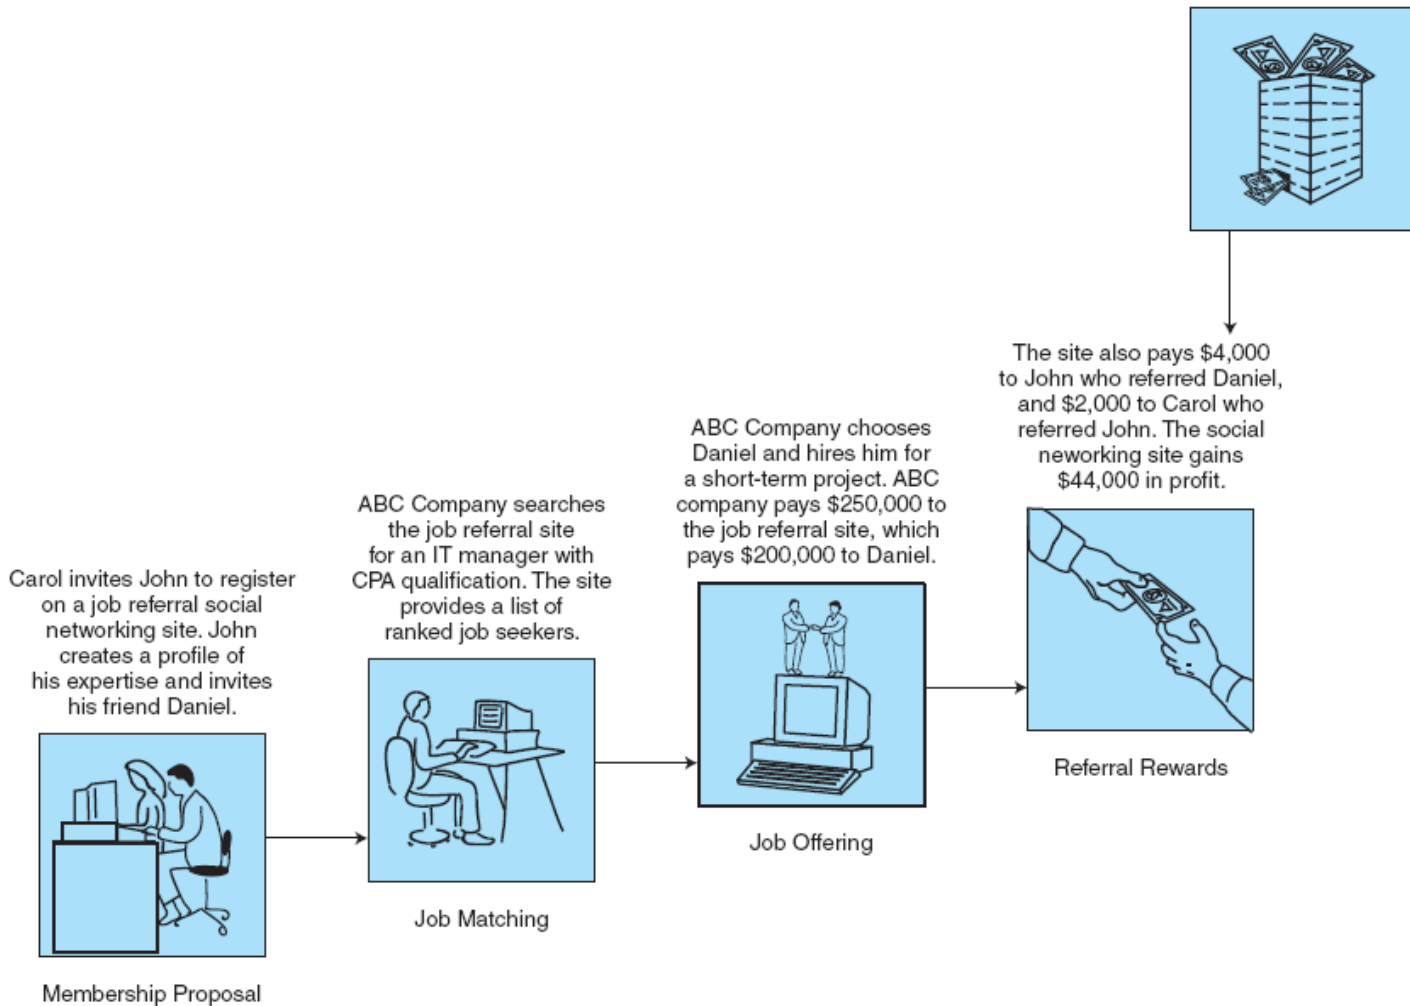 Carol invites John to register
on a job referral social
networking site. John
creates a profile of
his expertise and invites
his friend Daniel.
Membership Proposal
ABC Company searches
the job referral site
for an IT manager with
CPA qualification. The site
provides a list of
ranked job seekers.
Job Matching
ABC Company chooses
Daniel and hires him for
a short-term project. ABC
company pays $250,000 to
the job referral site, which
pays $200,000 to Daniel.
Job Offering
The site also pays $4,000
to John who referred Daniel,
and $2,000 to Carol who
referred John. The social
neworking site gains
$44,000 in profit.
Referral Rewards